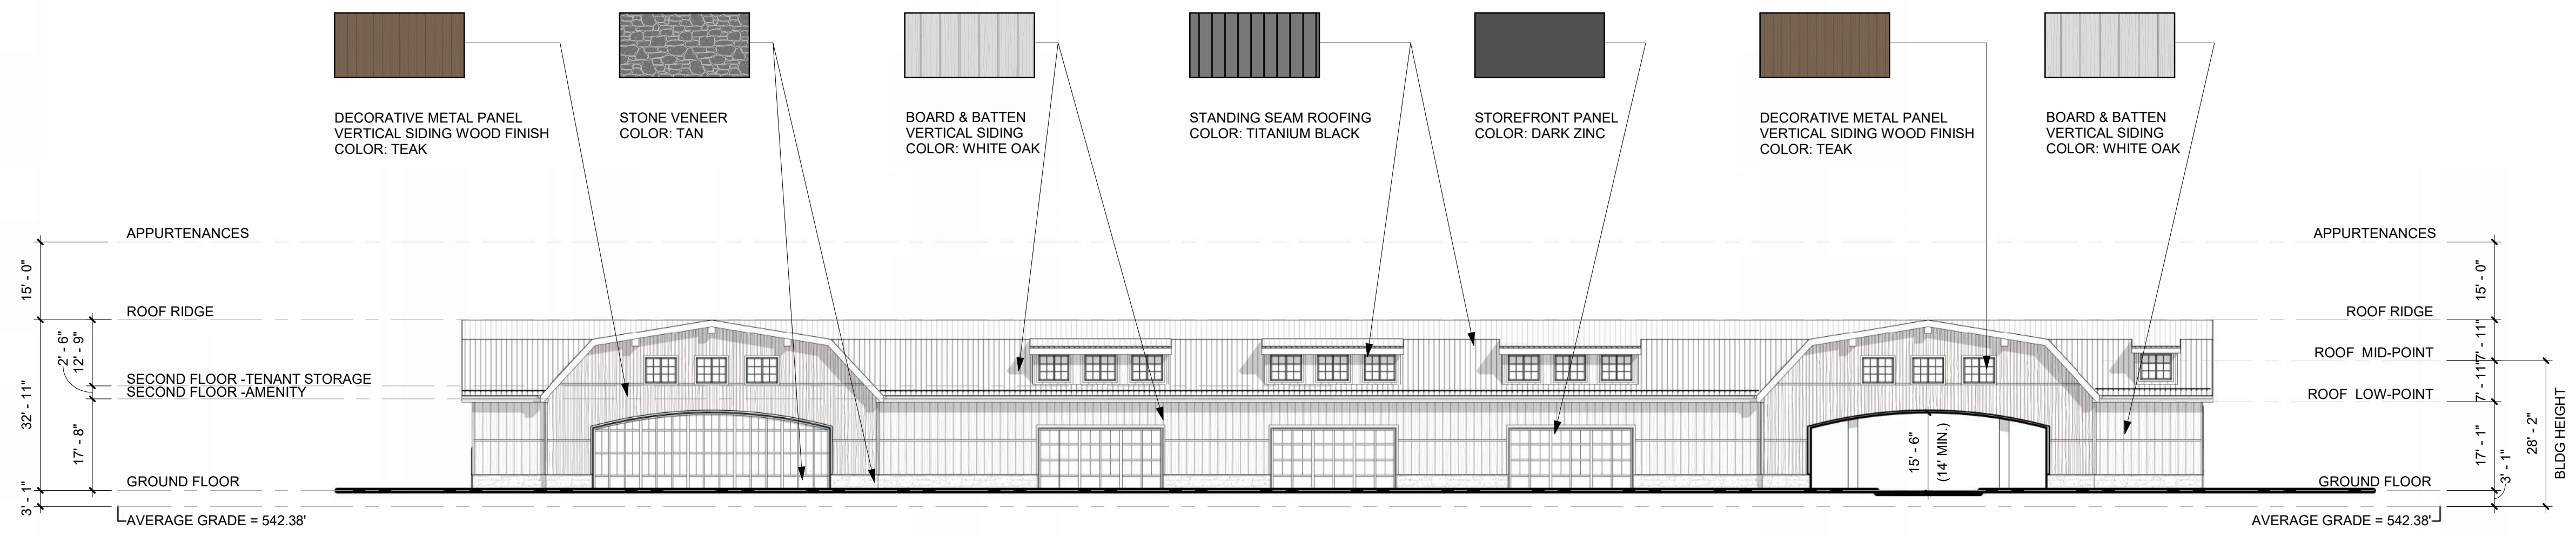 DECORATIVE METAL PANEL
VERTICAL SIDING WOOD FINISH
COLOR: TEAK
STONE VENEER
COLOR: TAN
BOARD & BATTEN
VERTICAL SIDING
COLOR: WHITE OAK
STANDING SEAM ROOFING
COLOR: TITANIUM BLACK
STOREFRONT PANEL
COLOR: DARK ZINC
DECORATIVE METAL PANEL
VERTICAL SIDING WOOD FINISH
COLOR: TEAK
BOARD & BATTEN
VERTICAL SIDING
COLOR: WHITE OAK
APPURTENANCES
15' - 0"
ROOF RIDGE
2' - 6"
12' - 9"
SECOND FLOOR -TENANT STORAGE
SECOND FLOOR -AMENITY
32' 11"
17' - 8"
GROUND FLOOR
3' - 1"
AVERAGE GRADE = 542.38'
15' - 6"
(14' MIN.)
APPURTENANCES
15' - 0"
ROOF RIDGE
7' - 11"
ROOF MID-POINT
7' - 11"
ROOF LOW-POINT
17' - 1"
28' - 2"
BLDG HEIGHT
GROUND FLOOR
3' - 1"
AVERAGE GRADE = 542.38'